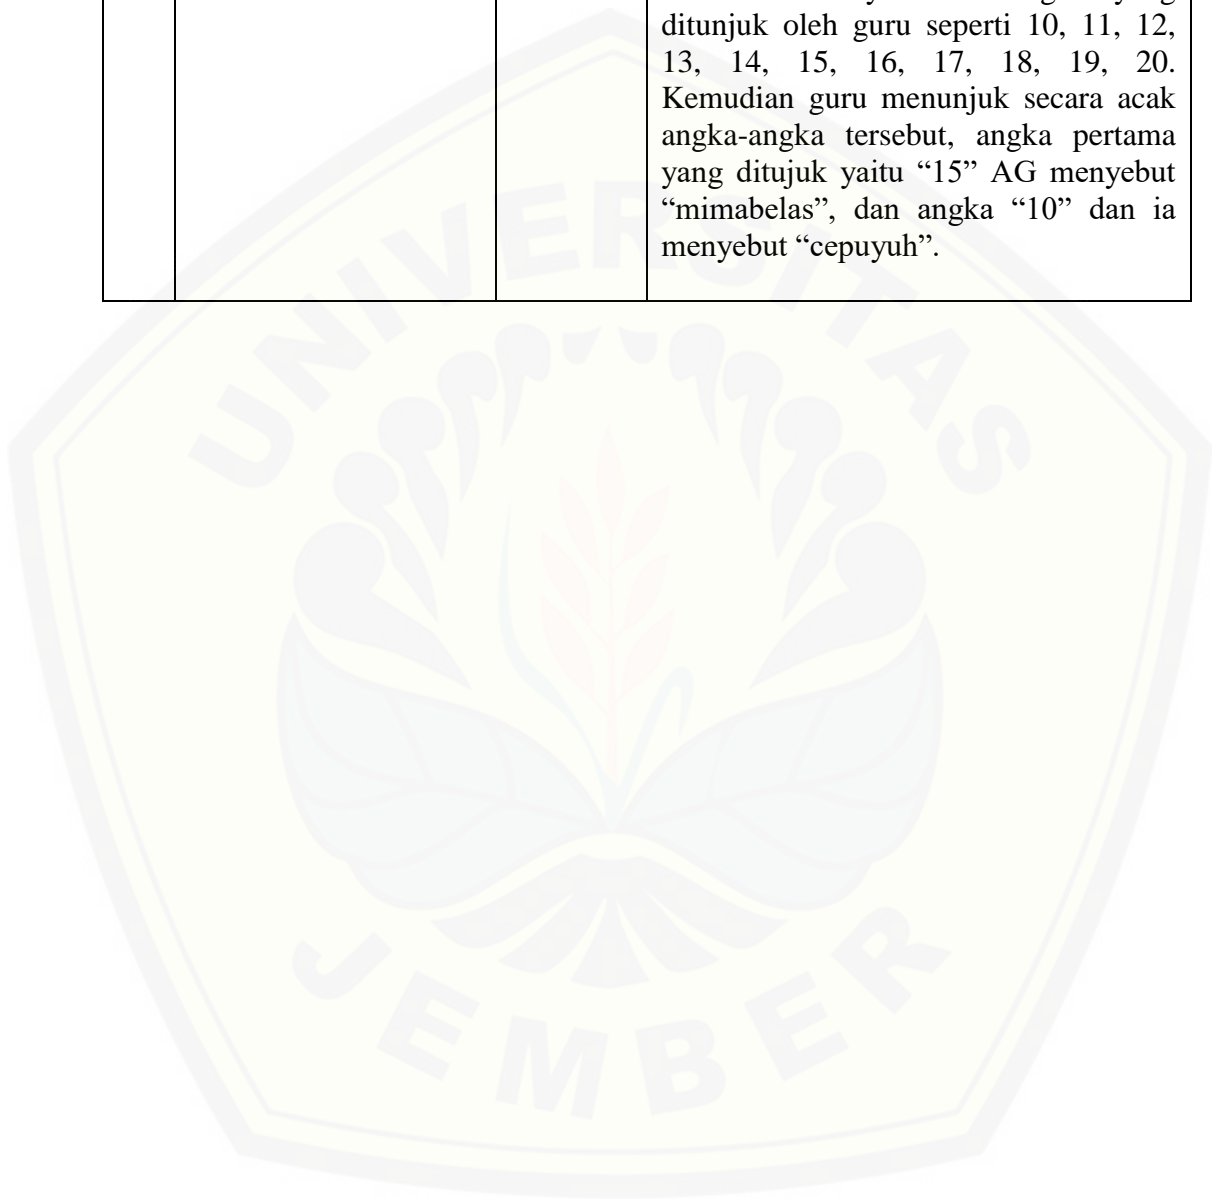 ditunjuk oleh guru seperti 10, 11, 12,
13, 14, 15, 16, 17, 18, 19, 20.
Kemudian guru menunjuk secara acak
angka-angka tersebut, angka pertama
yang ditujuk yaitu “15” AG menyebut
“mimabelas”, dan angka “10” dan ia
menyebut “cepuyuh”.
UNIVERSITAS
JEMBER